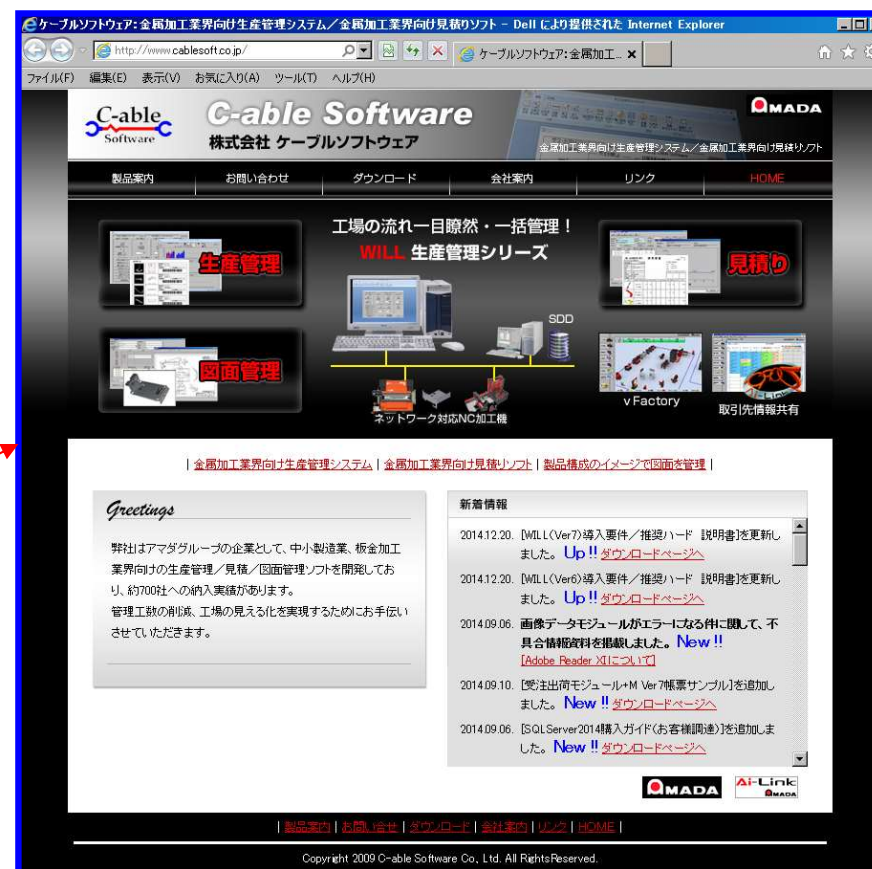 ケーブルソフトウェア:金属加工業界向け生産管理システム／金属加工業界向け見積りソフト - Dell により提供された Internet Explorer
http://www.cablesoft.co.jp/
ケーブルソフトウェア:金属加工...
ファイル(F) 編集(E) 表示(V) お気に入り(A) ツール(T) ヘルプ(H)
C-able
Software
C-able Software
株式会社 ケーブルソフトウェア
AMADA
金属加工業界向け生産管理システム／金属加工業界向け見積りソフト
製品案内 お問い合わせ ダウンロード 会社案内 リンク HOME
工場の流れ一目瞭然・一括管理！
WILL 生産管理シリーズ
生産管理
見積り
図面管理
SDD
ネットワーク対応NC加工機
v Factory
Ai-Link
取引先情報共有
| 金属加工業界向け生産管理システム | 金属加工業界向け見積りソフト | 製品構成のイメージで図面を管理 |
Greetings
弊社はアマダグループの企業として、中小製造業、板金加工
業界向けの生産管理／見積／図面管理ソフトを開発してお
り、約700社への納入実績があります。
管理工数の削減、工場の見える化を実現するためにお手伝い
させていただきます。
新着情報
2014.12.20. [WILL(Ver7)導入要件／推奨ハード 説明書]を更新し
ました。 Up !! ダウンロードページへ
2014.12.20. [WILL(Ver6)導入要件／推奨ハード 説明書]を更新し
ました。 Up !! ダウンロードページへ
2014.09.06. 画像データモジュールがエラーになる件に関して、不
具合情報資料を掲載しました。 New !!
[Adobe Reader XIについて]
2014.09.10. [受注出荷モジュール+M Ver7帳票サンプル]を追加し
ました。 New !! ダウンロードページへ
2014.09.06. [SQLServer2014購入ガイド(お客様調達)]を追加しま
した。 New !! ダウンロードページへ
AMADA
Ai-Link
AMADA
| 製品案内 | お問い合せ | ダウンロード | 会社案内 | リンク | HOME |
Copyright 2009 C-able Software Co., Ltd. All Rights Reserved.